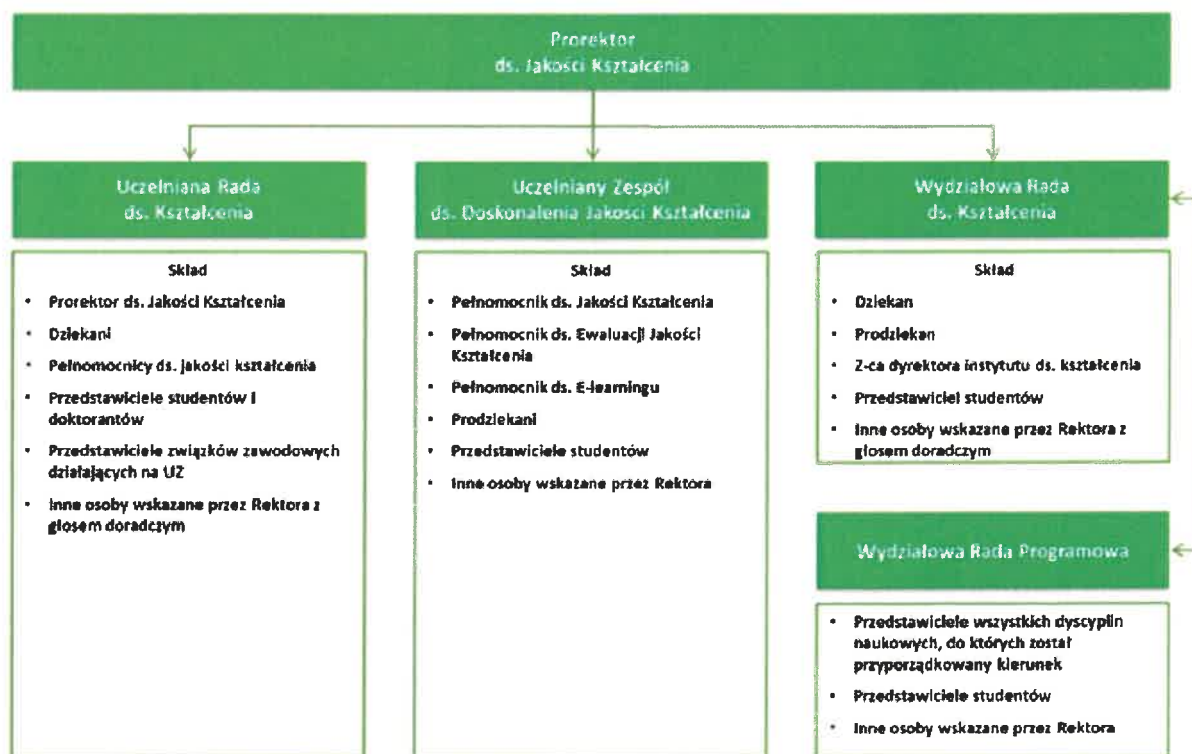 Prorektor
ds. Jakości Kształcenia
Uczelniana Rada
ds. Kształcenia
Skład
• Prorektor ds. Jakości Kształcenia
• Dziekani
• Pełnomocnicy ds. jakości kształcenia
• Przedstawiciele studentów i
doktorantów
• Przedstawiciele związków zawodowych
działających na UZ
• Inne osoby wskazane przez Rektora z
głosem doradczym
Uczelniany Zespół
ds. Doskonalenia Jakości Kształcenia
Skład
• Pełnomocnik ds. Jakości Kształcenia
• Pełnomocnik ds. Ewaluacji Jakości
Kształcenia
• Pełnomocnik ds. E-learningu
• Prodziekani
• Przedstawiciele studentów
• Inne osoby wskazane przez Rektora
Wydziałowa Rada
ds. Kształcenia
Skład
• Dziekan
• Prodziekan
• Z-ca dyrektora instytutu ds. kształcenia
• Przedstawiciel studentów
• Inne osoby wskazane przez Rektora z
głosem doradczym
Wydziałowa Rada Programowa
• Przedstawiciele wszystkich dyscyplin
naukowych, do których został
przyporządkowany kierunek
• Przedstawiciele studentów
• Inne osoby wskazane przez Rektora